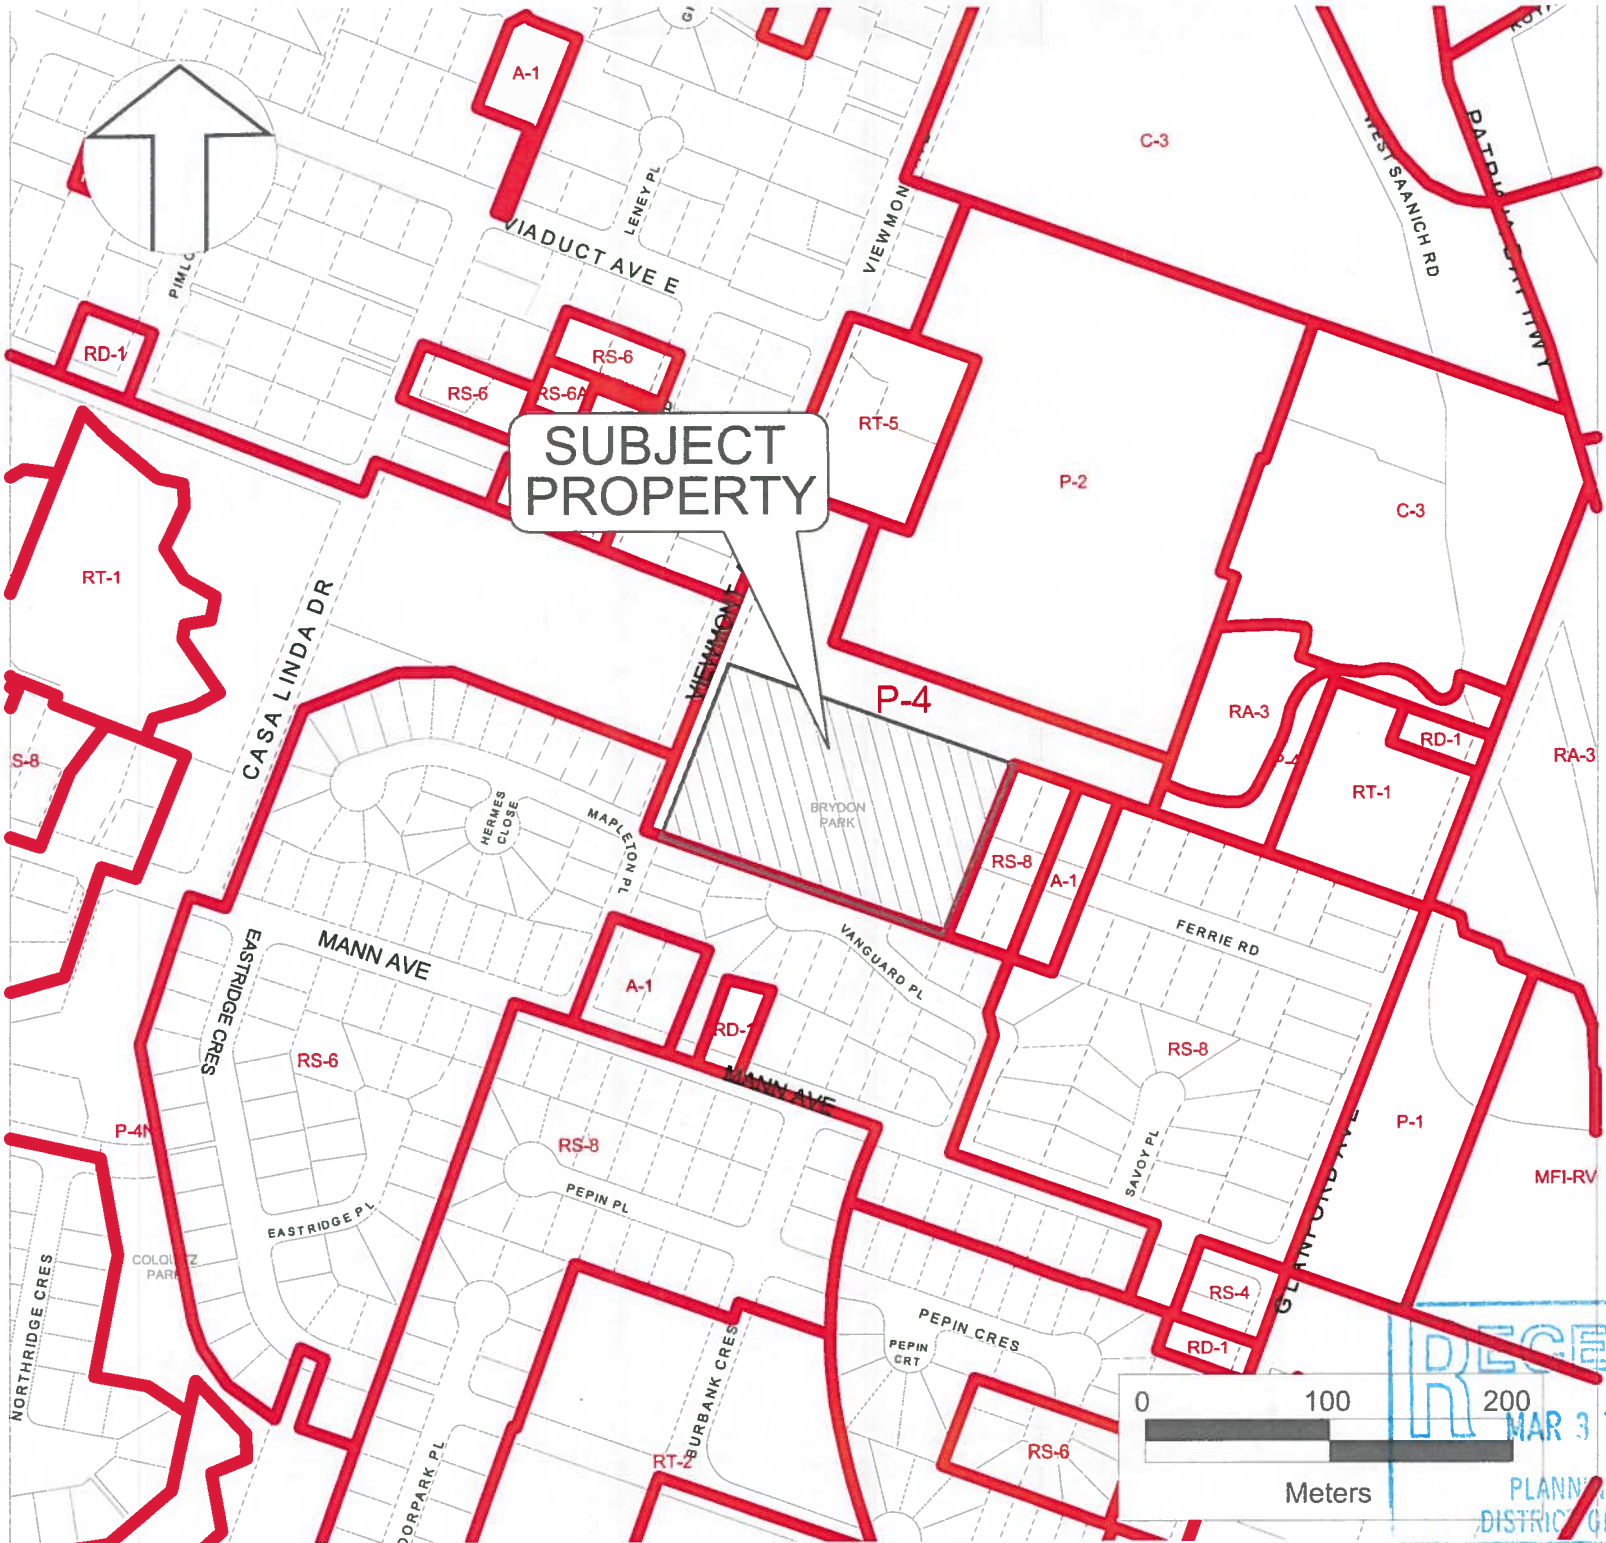 A-1
C-3
LENEY PL
VIADUCT AVE E
WEST SAANICH RD
RD-1
RS-6
RS-6
RS-6A
RT-5
P-2
C-3
SUBJECT
PROPERTY
RT-1
CASA LINDA DR
VIEWMONT
P-4
RA-3
RD-1
RA-3
RT-1
S-8
HERMES
CLOSE
MAPLETON PL
BRYDON
PARK
RS-8
A-1
VANGUARD PL
FERRIE RD
MANN AVE
EASTRIDGE CRES
A-1
RD-1
MANN AVE
RS-6
RS-8
P-1
P-4N
RS-8
SAVOY PL
GLANFORD AVE
MFI-RV
PEPIN PL
EASTRIDGE PL
COLQUITZ
PARK
NORTHRIDGE CRES
RS-4
RD-1
PEPIN CRES
PEPIN
CRT
BURBANK CRES
RT-2
RS-6
0 100 200
Meters
MAR 3